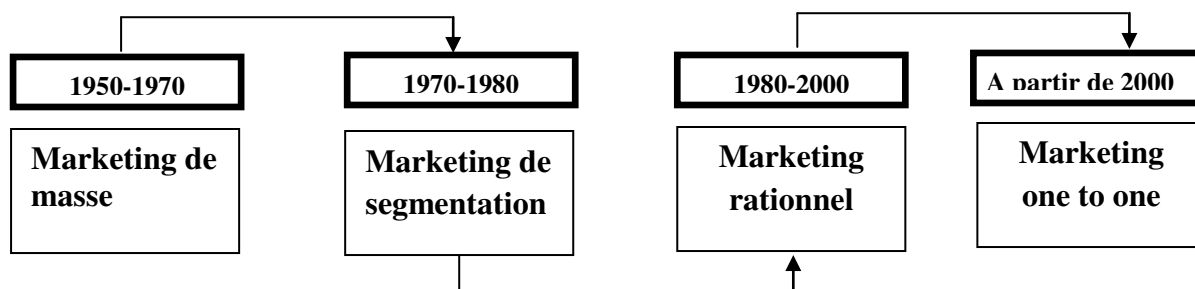 1950-1970
1970-1980
1980-2000
A partir de 2000
Marketing de
masse
Marketing de
segmentation
Marketing
rationnel
Marketing
one to one